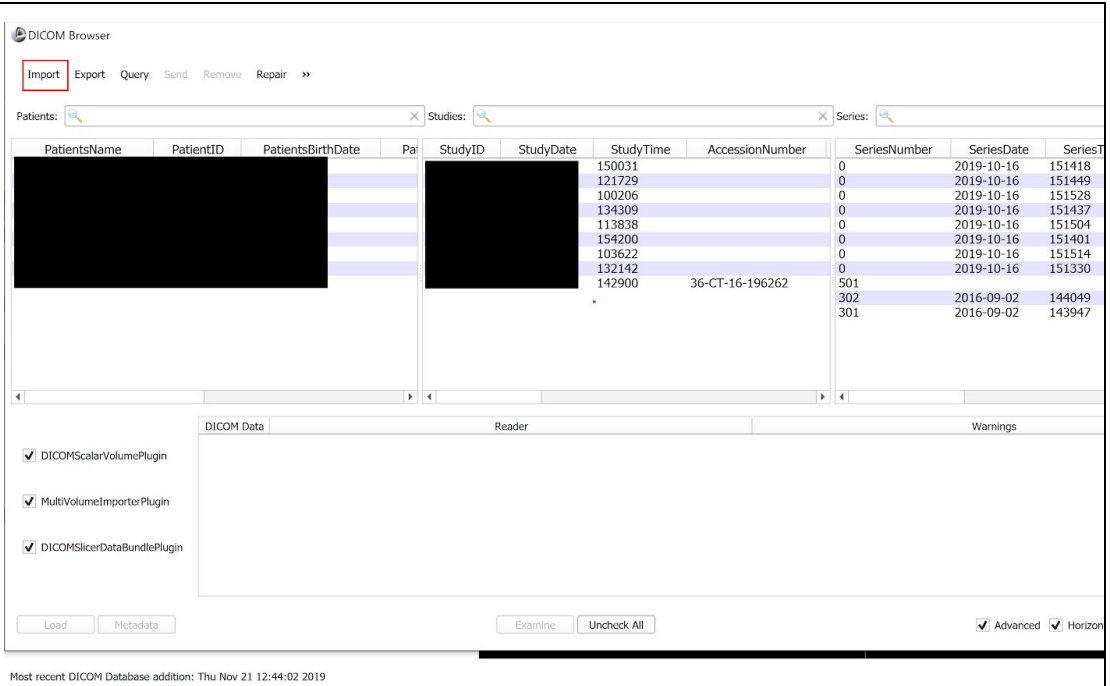 DICOM Browser
Import Export Query Send Remove Repair »
Patients: Studies: Series:
PatientsName PatientID PatientsBirthDate Pat StudyID StudyDate StudyTime AccessionNumber SeriesNumber SeriesDate SeriesT
150031 0 2019-10-16 151418
121729 0 2019-10-16 151449
100206 0 2019-10-16 151528
134309 0 2019-10-16 151437
113838 0 2019-10-16 151504
154200 0 2019-10-16 151401
103622 0 2019-10-16 151514
132142 0 2019-10-16 151330
142900 36-CT-16-196262 501
302 2016-09-02 144049
301 2016-09-02 143947
DICOM Data Reader Warnings
DICOMScalarVolumePlugin
MultiVolumeImporterPlugin
DICOMSlicerDataBundlePlugin
Load Metadata Examine Uncheck All Advanced Horizon
Most recent DICOM Database addition: Thu Nov 21 12:44:02 2019